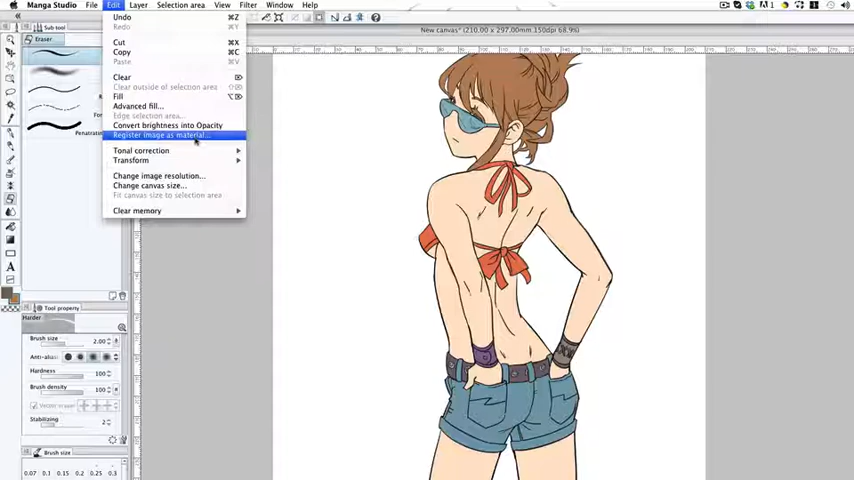 Manga Studio File Edit Layer Selection area View Filter Window Help
New canvas* (210.00 x 297.00mm 68.9%)
Sub tool
Eraser
Undo ⌘Z
Redo
Cut ⌘X
Copy ⌘C
Paste ⌘V
Clear
Clear outside of selection area
Fill
Advanced fill...
Edge selection area...
Convert brightness into Opacity
Register image as material...
Tonal correction
Transform
Change image resolution...
Change canvas size...
Fit canvas size to selection area
Clear memory
Tool property
Harder
Brush size 2.00
Anti-alias
Hardness 100
Brush density 100
Vector eraser
Stabilizing 2
Brush size
0.07 0.1 0.15 0.2 0.25 0.3